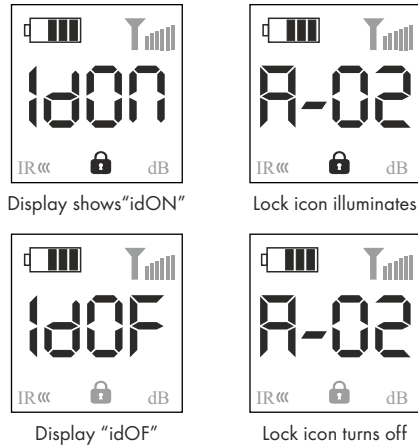 IdON
IR dB
Display shows“idON”
A-02
IR dB
Lock icon illuminates
IdOF
IR dB
Display “idOF”
A-02
IR dB
Lock icon turns off